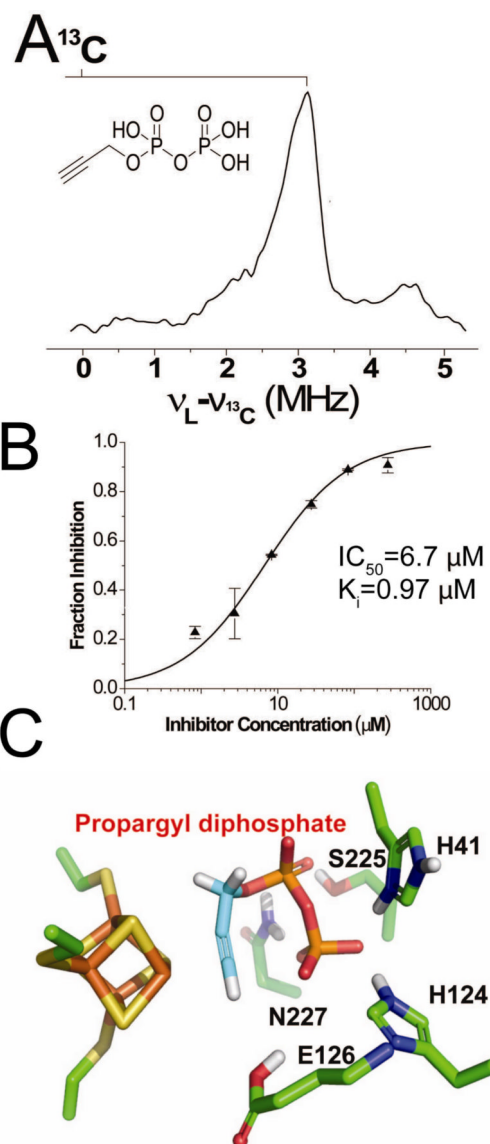 A ¹³C
O O
HO P P OH
O O OH
0 1 2 3 4 5
νL-ν¹³C (MHz)
B
1.0
0.8
0.6
0.4
0.2
0.0
Fraction Inhibition
IC₅₀=6.7 µM
Kᵢ=0.97 µM
0.1 10 1000
Inhibitor Concentration (µM)
C
Propargyl diphosphate
S225
H41
H124
N227
E126